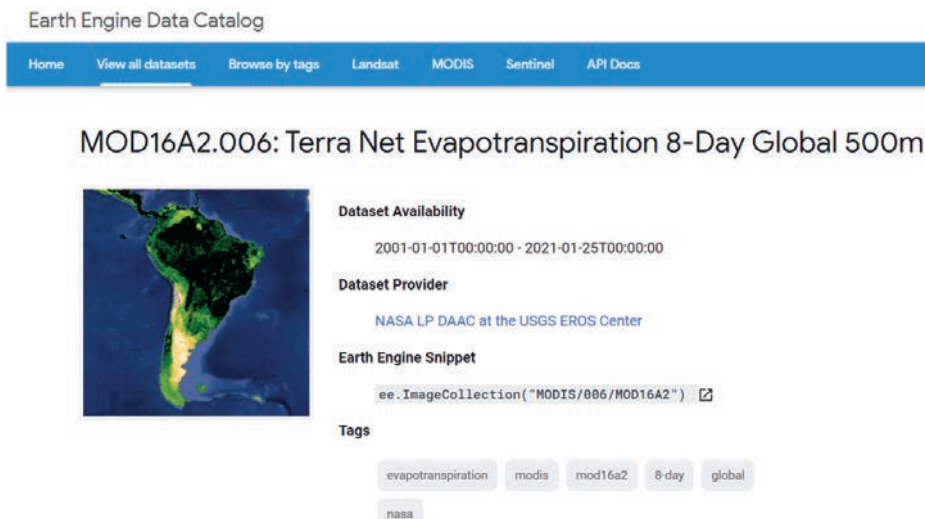 Earth Engine Data Catalog
Home View all datasets Browse by tags Landsat MODIS Sentinel API Docs
MOD16A2.006: Terra Net Evapotranspiration 8-Day Global 500m
Dataset Availability
2001-01-01T00:00:00 - 2021-01-25T00:00:00
Dataset Provider
NASA LP DAAC at the USGS EROS Center
Earth Engine Snippet
ee.ImageCollection("MODIS/006/MOD16A2")
Tags
evapotranspiration modis mod16a2 8-day global
nasa